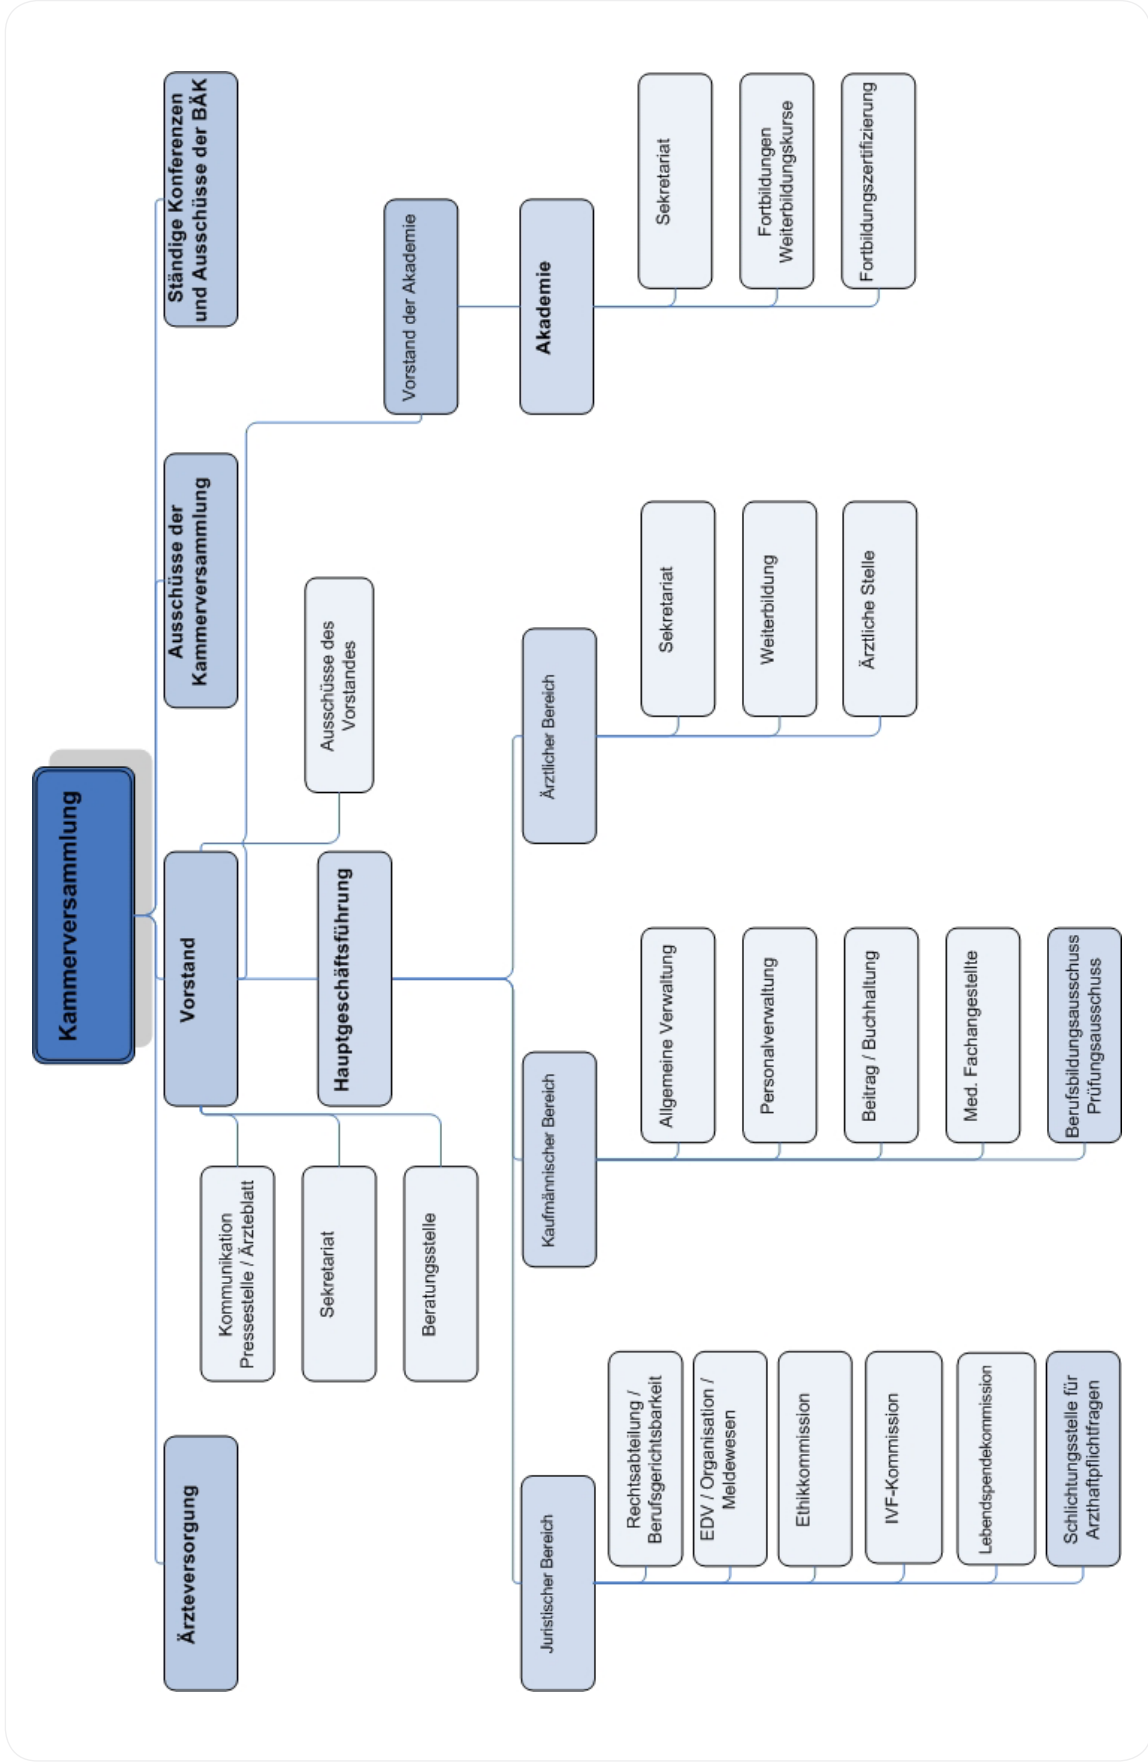 Kammerversammlung
Ärzteversorgung
Vorstand
Ausschüsse der
Kammerversammlung
Ständige Konferenzen
und Ausschüsse der BÄK
Kommunikation
Pressestelle / Ärzteblatt
Sekretariat
Beratungsstelle
Hauptgeschäftsführung
Ausschüsse des
Vorstandes
Vorstand der Akademie
Juristischer Bereich
Rechtsabteilung /
Berufsgerichtsbarkeit
EDV / Organisation /
Meldewesen
Ethikkommission
IVF-Kommission
Lebendspendekommission
Schlichtungsstelle für
Arzthaftpflichtfragen
Kaufmännischer Bereich
Allgemeine Verwaltung
Personalverwaltung
Beitrag / Buchhaltung
Med. Fachangestellte
Berufsbildungsausschuss
Prüfungsausschuss
Ärztlicher Bereich
Sekretariat
Weiterbildung
Ärztliche Stelle
Akademie
Sekretariat
Fortbildungen
Weiterbildungskurse
Fortbildungszertifizierung